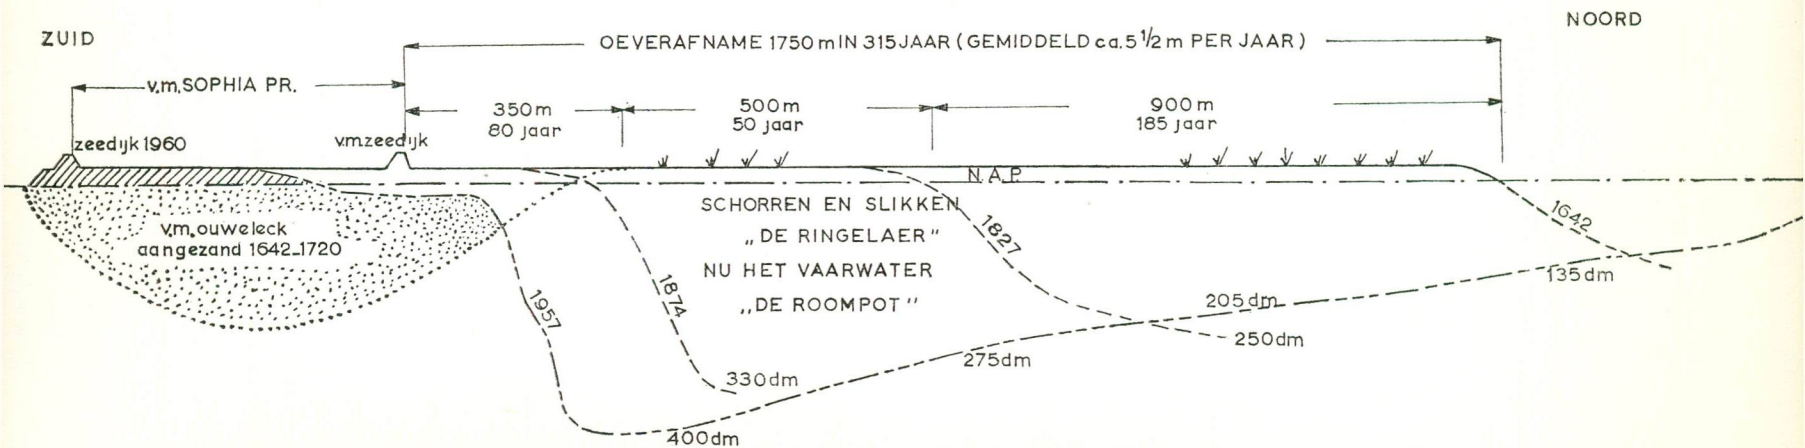 ZUID
NOORD
OEVERAFNAME 1750 m IN 315 JAAR ( GEMIDDELD ca. 5 1/2 m PER JAAR )
v.m. SOPHIA PR.
350 m
80 jaar
500 m
50 jaar
900 m
185 jaar
zeedijk 1960
v.m. zeedijk
N.A.P.
SCHORREN EN SLIKKEN
„DE RINGELAER”
NU HET VAARWATER
„DE ROOMPOT”
v.m. ouweleck
aangezand 1642-1720
1957
1874
1827
1642
400 dm
330 dm
275 dm
250 dm
205 dm
135 dm